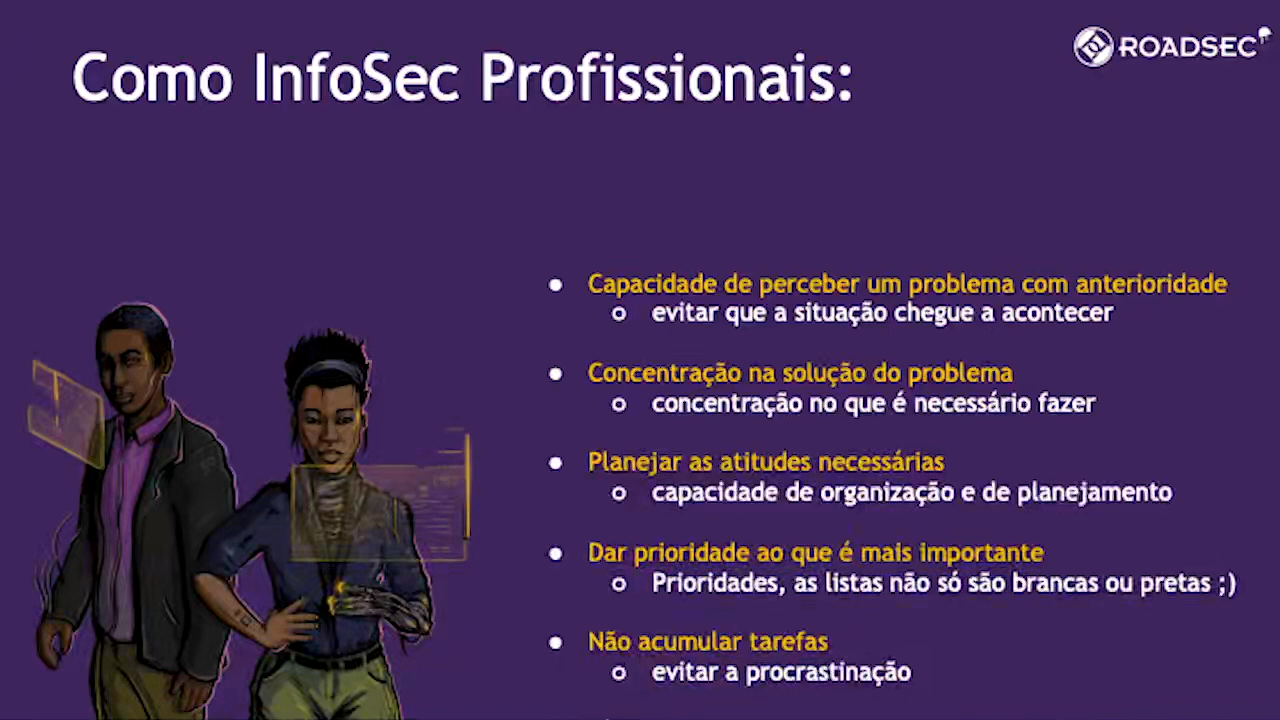 ROADSEC
Como InfoSec Profissionais:
● Capacidade de perceber um problema com anterioridade
○ evitar que a situação chegue a acontecer
● Concentração na solução do problema
○ concentração no que é necessário fazer
● Planejar as atitudes necessárias
○ capacidade de organização e de planejamento
● Dar prioridade ao que é mais importante
○ Prioridades, as listas não só são brancas ou pretas ;)
● Não acumular tarefas
○ evitar a procrastinação